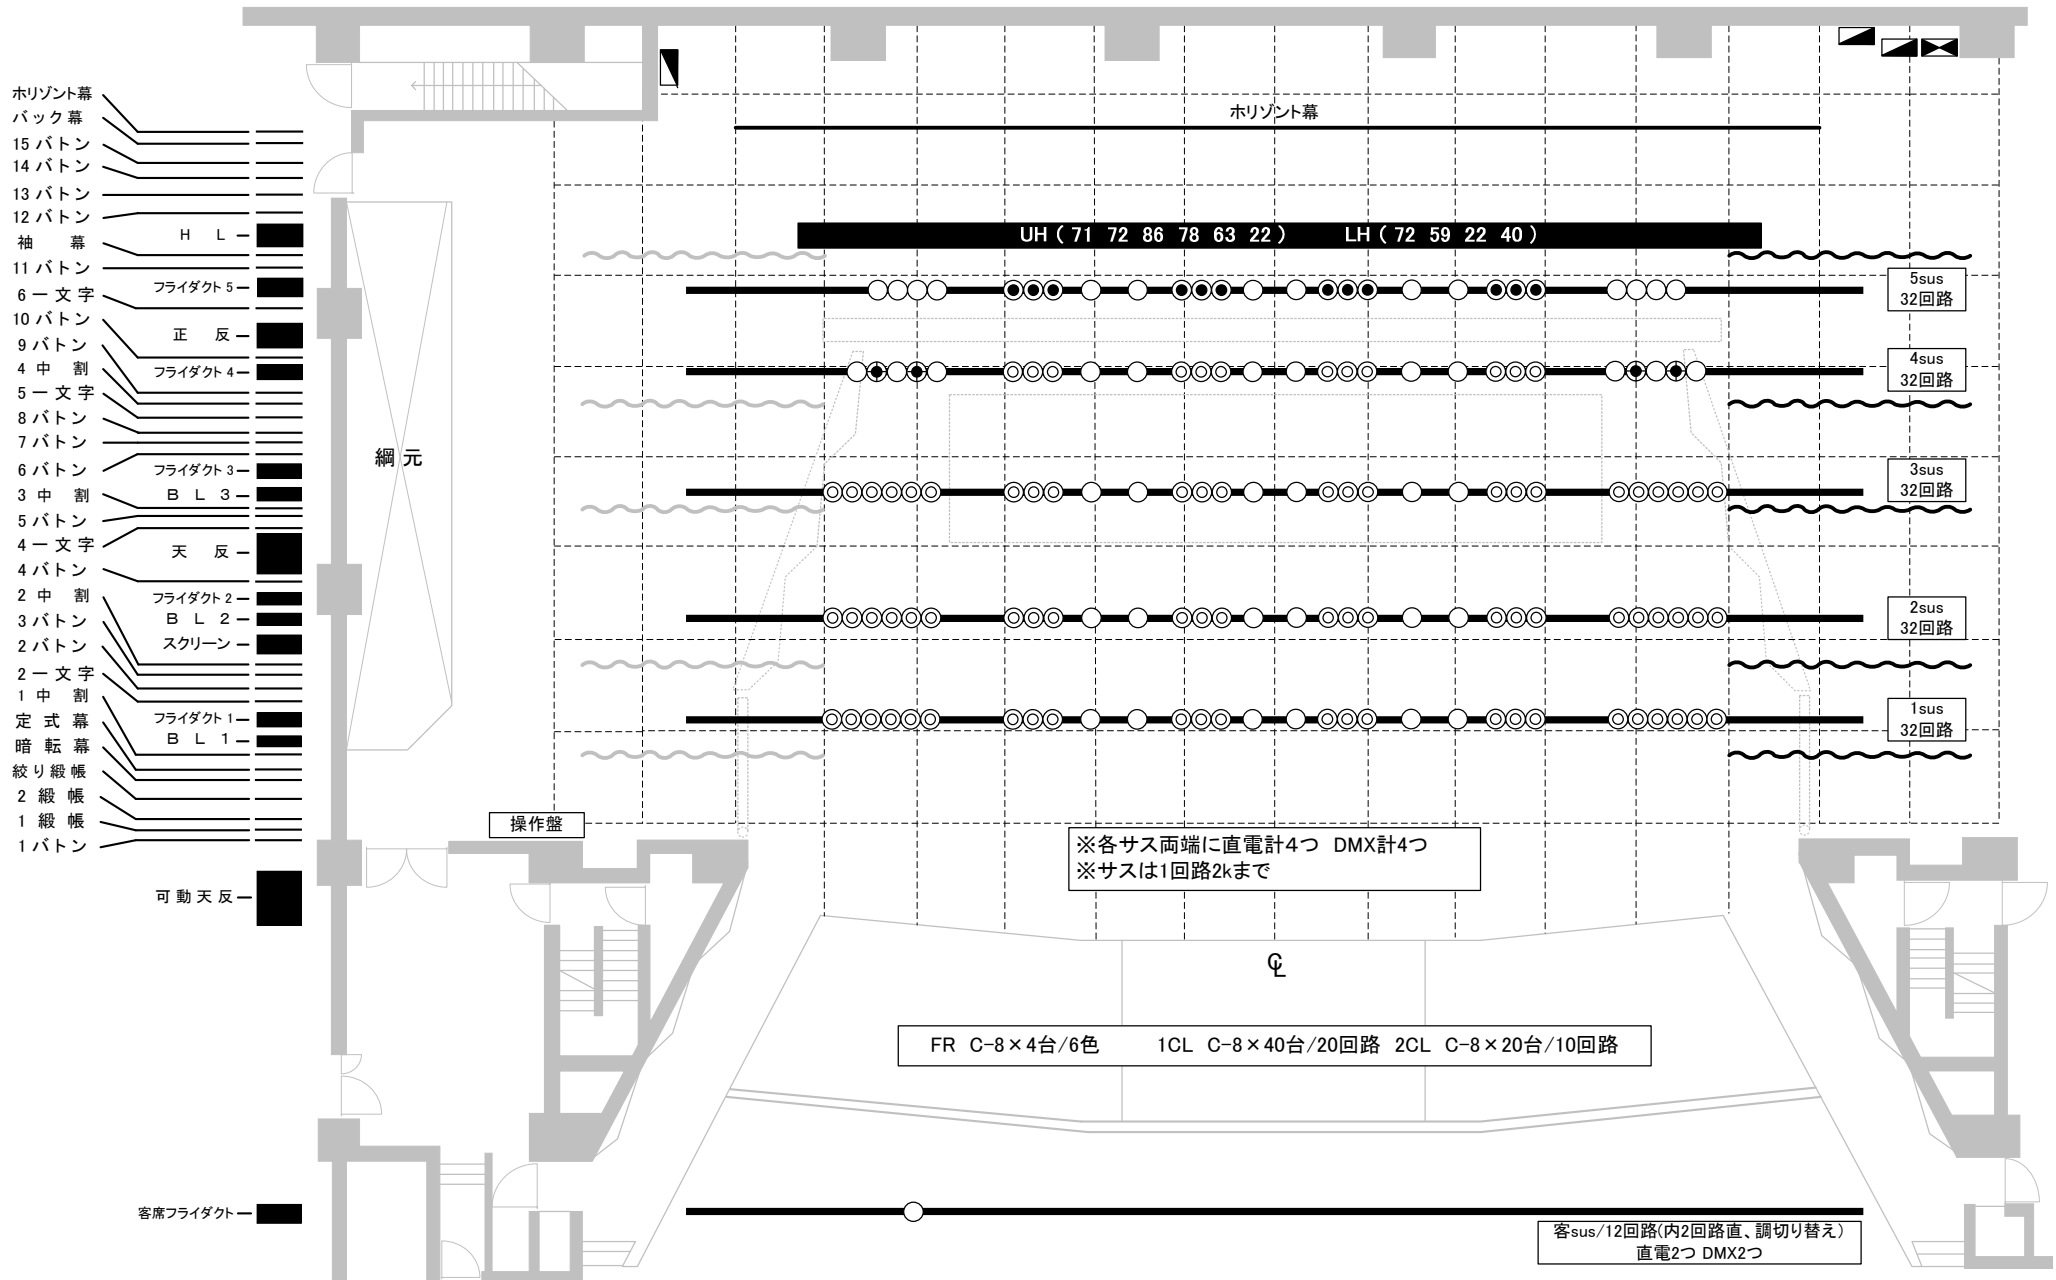 ホリゾント幕
バック幕
15 バトン
14 バトン
13 バトン
12 バトン
H L
袖 幕
11 バトン
フライダクト 5
6 一文字
10 バトン
正 反
9 バトン
4 中 割
フライダクト 4
5 一文字
8 バトン
7 バトン
6 バトン
フライダクト 3
3 中 割
B L 3
5 バトン
4 一文字
天 反
4 バトン
2 中 割
フライダクト 2
3 バトン
B L 2
2 バトン
スクリーン
2 一文字
1 中 割
定 式 幕
フライダクト 1
暗 転 幕
B L 1
絞り緞帳
2 緞 帳
1 緞 帳
1 バトン
可動天反
客席フライダクト
綱元
操作盤
ホリゾント幕
UH ( 71 72 86 78 63 22 ) LH ( 72 59 22 40 )
5sus
32回路
4sus
32回路
3sus
32回路
2sus
32回路
1sus
32回路
※各サス両端に直電計4つ DMX計4つ
※サスは1回路2kまで
℄
FR C-8×4台/6色 1CL C-8×40台/20回路 2CL C-8×20台/10回路
客sus/12回路(内2回路直、調切り替え)
直電2つ DMX2つ